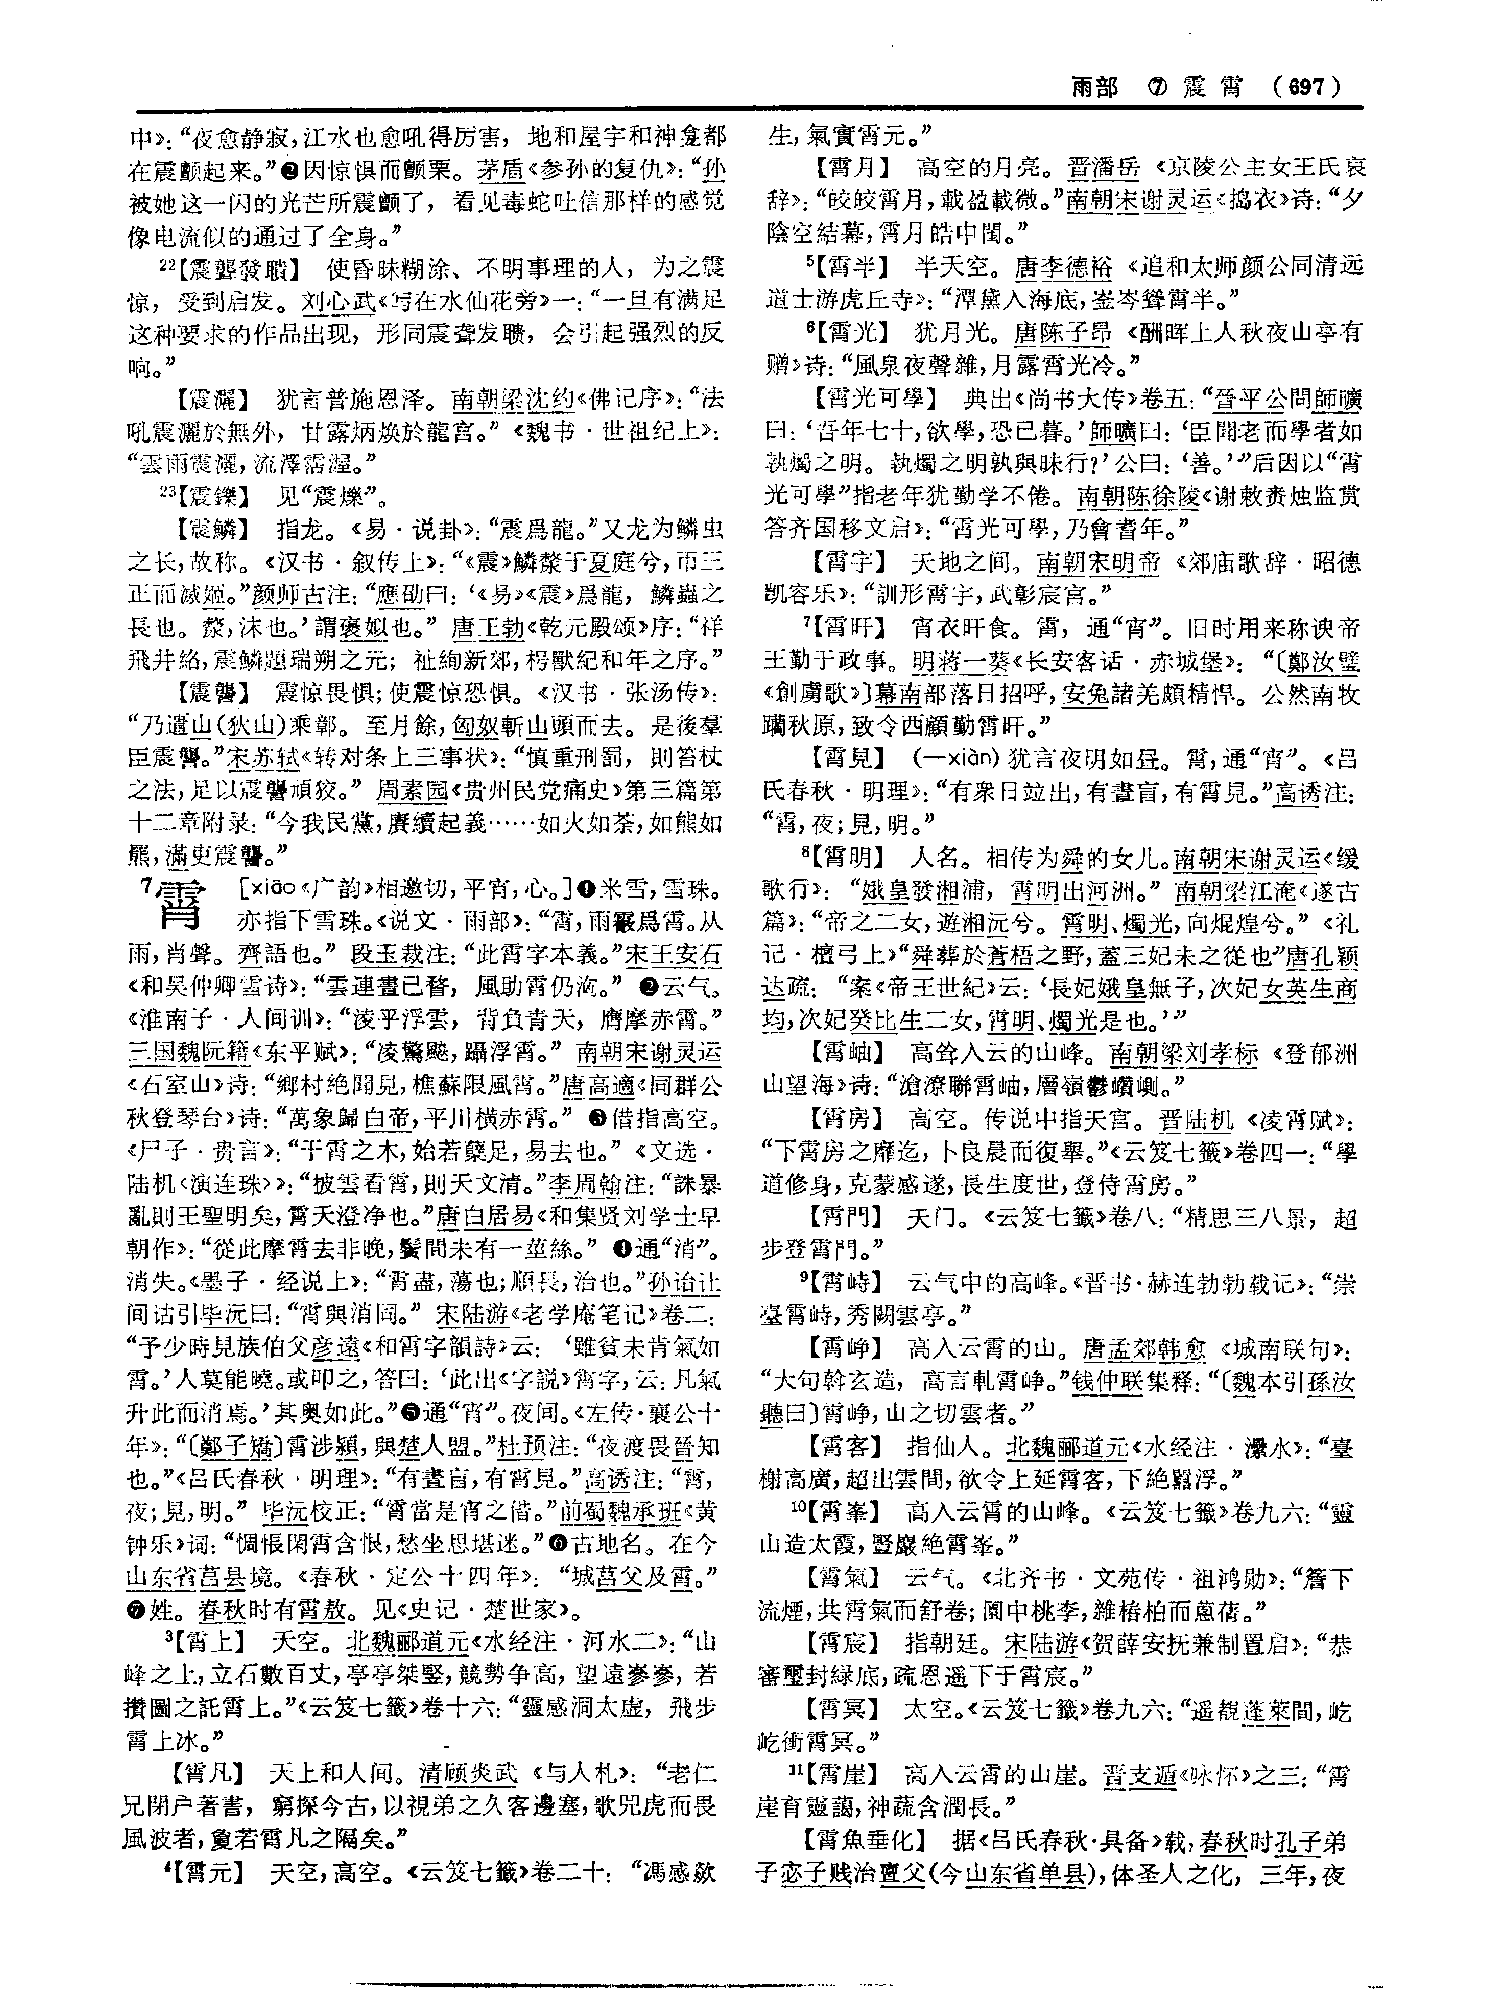 雨部 ⑦ 震霄 (697)
中》：“夜愈静寂，江水也愈吼得厉害，地和屋宇和神龛都
在震颤起来。”❷因惊惧而颤栗。茅盾《参孙的复仇》：“孙
被她这一闪的光芒所震颤了，看见毒蛇吐信那样的感觉
像电流似的通过了全身。”
22【震聾發聵】 使昏昧糊涂、不明事理的人，为之震
惊，受到启发。刘心武《写在水仙花旁》一：“一旦有满足
这种要求的作品出现，形同震聋发聩，会引起强烈的反
响。”
【震灑】 犹言普施恩泽。南朝梁沈约《佛记序》：“法
吼震灑於無外，甘露炳焕於龍宫。”《魏书·世祖纪上》：
“雲雨震灑，流澤霑渥。”
23【震鑠】 见“震爍”。
【震鳞】 指龙。《易·说卦》：“震爲龍。”又龙为鳞虫
之长，故称。《汉书·叙传上》：“《震》鳞漦于夏庭兮，帀三
正而滅姬。”颜师古注：“應劭曰：‘《易》《震》爲龍，鱗蟲之
長也。漦，沫也。’謂褒姒也。”唐王勃《乾元殿颂》序：“祥
飛井絡，震鳞題瑞朔之元；祉絢新郊，枵獸紀和年之序。”
【震讋】 震惊畏惧；使震惊恐惧。《汉书·张汤传》：
“乃遣山(狄山)乘鄣。至月餘，匈奴斬山頭而去。是後羣
臣震讋。”宋苏轼《转对条上三事状》：“慎重刑罰，則笞杖
之法，足以震讋頑狡。”周素园《贵州民党痛史》第三篇第
十二章附录：“今我民黨，賡續起義……如火如荼，如熊如
羆，滿吏震讋。”
7霄 [xiāo《广韵》相邀切，平宵，心。]❶米雪，雪珠。
亦指下雪珠。《说文·雨部》：“霄，雨䨘爲霄。从
雨，肖聲。齊語也。”段玉裁注：“此霄字本義。”宋王安石
《和吴仲卿雪诗》：“雲連晝已瞀，風助霄仍洶。”❷云气。
《淮南子·人间训》：“淩乎浮雲，背負青天，膺摩赤霄。”
三国魏阮籍《东平赋》：“凌驚飈，躡浮霄。”南朝宋谢灵运
《石室山》诗：“鄉村絶聞見，樵蘇限風霄。”唐高適《同群公
秋登琴台》诗：“萬象歸白帝，平川横赤霄。”❸借指高空。
《尸子·贵言》：“干霄之木，始若蘖足，易去也。”《文选·
陆机〈演连珠〉》：“披雲看霄，則天文清。”李周翰注：“誅暴
亂則王聖明矣，霄天澄净也。”唐白居易《和集贤刘学士早
朝作》：“從此摩霄去非晚，鬢間未有一莖絲。”❹通“消”。
消失。《墨子·经说上》：“霄盡，蕩也；順長，治也。”孙诒让
间诂引毕沅曰：“霄與消同。”宋陆游《老学庵笔记》卷二：
“予少時見族伯父彦遠《和霄字韻詩》云：‘雖貧未肯氣如
霄。’人莫能曉。或叩之，答曰：‘此出《字説》霄字，云：凡氣
升此而消焉。’其奥如此。”❺通“宵”。夜间。《左传·襄公十
年》：“〔鄭子矯〕霄涉潁，與楚人盟。”杜预注：“夜渡畏晉知
也。”《吕氏春秋·明理》：“有晝盲，有霄見。”高诱注：“霄，
夜；見，明。”毕沅校正：“霄當是宵之借。”前蜀魏承班《黄
钟乐》词：“惆悵閑霄含恨，愁坐思堪迷。”❻古地名。在今
山东省莒县境。《春秋·定公十四年》：“城莒父及霄。”
❼姓。春秋时有霄敖。见《史记·楚世家》。
3【霄上】 天空。北魏郦道元《水经注·河水二》：“山
峰之上，立石數百丈，亭亭桀竪，競勢争高，望遠嵾嵾，若
攢圖之託霄上。”《云笈七籤》卷十六：“靈感洞太虚，飛步
霄上冰。”
【霄凡】 天上和人间。清顾炎武《与人札》：“老仁
兄閉户著書，窮探今古，以視弟之久客邊塞，歌兕虎而畏
風波者，敻若霄凡之隔矣。”
4【霄元】 天空，高空。《云笈七籤》卷二十：“馮感欻
生，氣實霄元。”
【霄月】 高空的月亮。晋潘岳《京陵公主女王氏哀
辞》：“皎皎霄月，載盈載微。”南朝宋谢灵运《捣衣》诗：“夕
陰空結幕，霄月皓中閨。”
5【霄半】 半天空。唐李德裕《追和太师颜公同清远
道士游虎丘寺》：“潭黛入海底，崟岑聳霄半。”
6【霄光】 犹月光。唐陈子昂《酬晖上人秋夜山亭有
赠》诗：“風泉夜聲雜，月露霄光冷。”
【霄光可學】 典出《尚书大传》卷五：“晉平公問師曠
曰：‘吾年七十，欲學，恐已暮。’師曠曰：‘臣聞老而學者如
執燭之明。執燭之明孰與昧行？’公曰：‘善。’”后因以“霄
光可學”指老年犹勤学不倦。南朝陈徐陵《谢敕赉烛监赏
答齐国移文启》：“霄光可學，乃會耆年。”
【霄宇】 天地之间。南朝宋明帝《郊庙歌辞·昭德
凯容乐》：“訓形霄宇，武彰宸宫。”
7【霄旰】 宵衣旰食。霄，通“宵”。旧时用来称谀帝
王勤于政事。明蒋一葵《长安客话·赤城堡》：“〔鄭汝璧
《創虜歌》〕幕南部落日招呼，安兔諸羌頗精悍。公然南牧
躪秋原，致令西顧勤霄旰。”
【霄見】 (—xiàn) 犹言夜明如昼。霄，通“宵”。《吕
氏春秋·明理》：“有衆日竝出，有晝盲，有霄見。”高诱注：
“霄，夜；見，明。”
8【霄明】 人名。相传为舜的女儿。南朝宋谢灵运《缓
歌行》：“娥皇發湘浦，霄明出河洲。”南朝梁江淹《遂古
篇》：“帝之二女，遊湘沅兮。霄明、燭光，向焜煌兮。”《礼
记·檀弓上》“舜葬於蒼梧之野，蓋三妃未之從也”唐孔颖
达疏：“案《帝王世紀》云：‘長妃娥皇無子，次妃女英生商
均，次妃癸比生二女，霄明、燭光是也。’”
【霄岫】 高耸入云的山峰。南朝梁刘孝标《登郁洲
山望海》诗：“滄潦聯霄岫，層嶺鬱巑崱。”
【霄房】 高空。传说中指天宫。晋陆机《凌霄赋》：
“下霄房之靡迄，卜良晨而復舉。”《云笈七籤》卷四一：“學
道修身，克蒙感遂，長生度世，登侍霄房。”
【霄門】 天门。《云笈七籤》卷八：“精思三八景，超
步登霄門。”
9【霄峙】 云气中的高峰。《晋书·赫连勃勃载记》：“崇
臺霄峙，秀闕雲亭。”
【霄峥】 高入云霄的山。唐孟郊韩愈《城南联句》：
“大句斡玄造，高言軋霄峥。”钱仲联集释：“〔魏本引孫汝
聽曰〕霄峥，山之切雲者。”
【霄客】 指仙人。北魏郦道元《水经注·㶟水》：“臺
榭高廣，超出雲間，欲令上延霄客，下絶嚣浮。”
10【霄峯】 高入云霄的山峰。《云笈七籤》卷九六：“靈
山造太霞，竪巖絶霄峯。”
【霄氣】 云气。《北齐书·文苑传·祖鸿勋》：“簷下
流煙，共霄氣而舒卷；園中桃李，雜椿柏而蔥蒨。”
【霄宸】 指朝廷。宋陆游《贺薛安抚兼制置启》：“恭
審璽封緑底，疏恩遥下于霄宸。”
【霄冥】 太空。《云笈七籤》卷九六：“遥覩蓬莱間，屹
屹衝霄冥。”
11【霄崖】 高入云霄的山崖。晋支遁《咏怀》之三：“霄
崖育靈藹，神蔬含潤長。”
【霄魚垂化】 据《吕氏春秋·具备》载，春秋时孔子弟
子宓子贱治亶父(今山东省单县)，体圣人之化，三年，夜